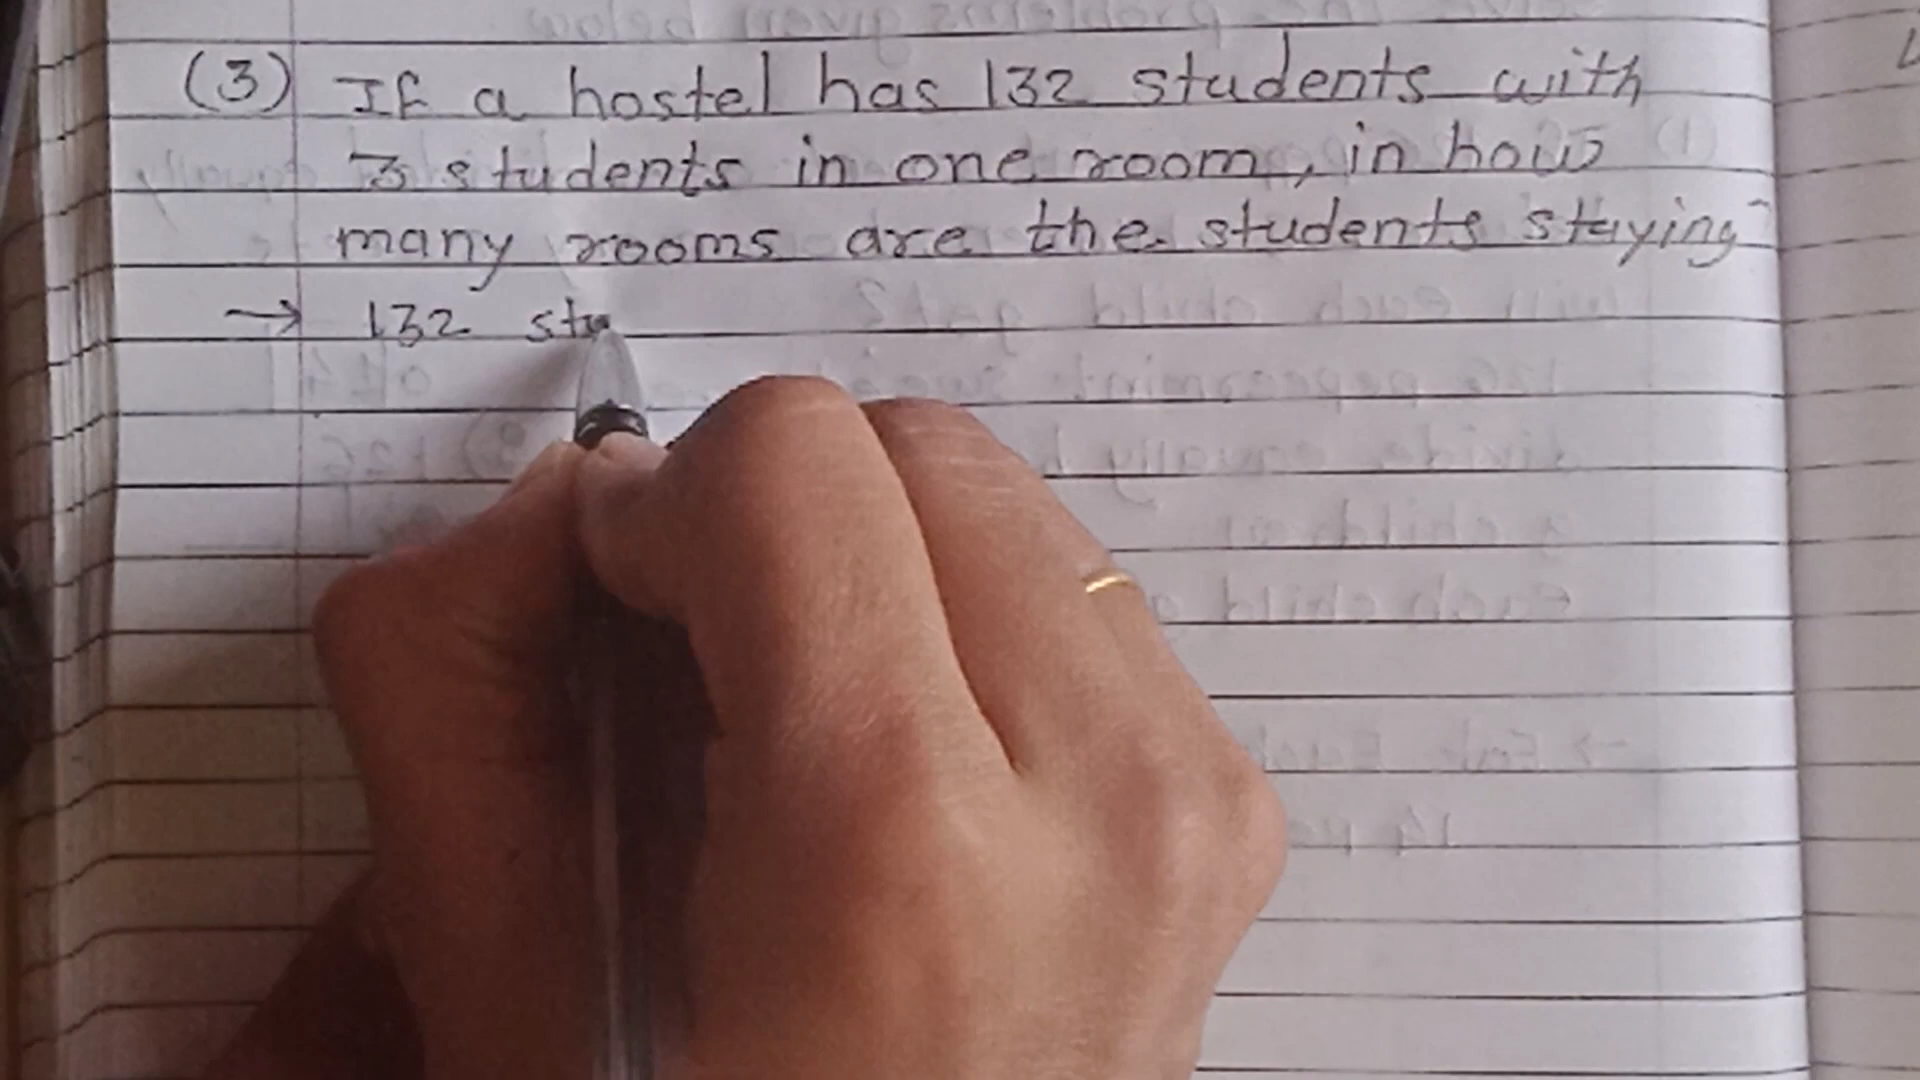 (3) If a hostel has 132 students with
3 students in one room, in how
many rooms are the students staying?
→ 132 stu